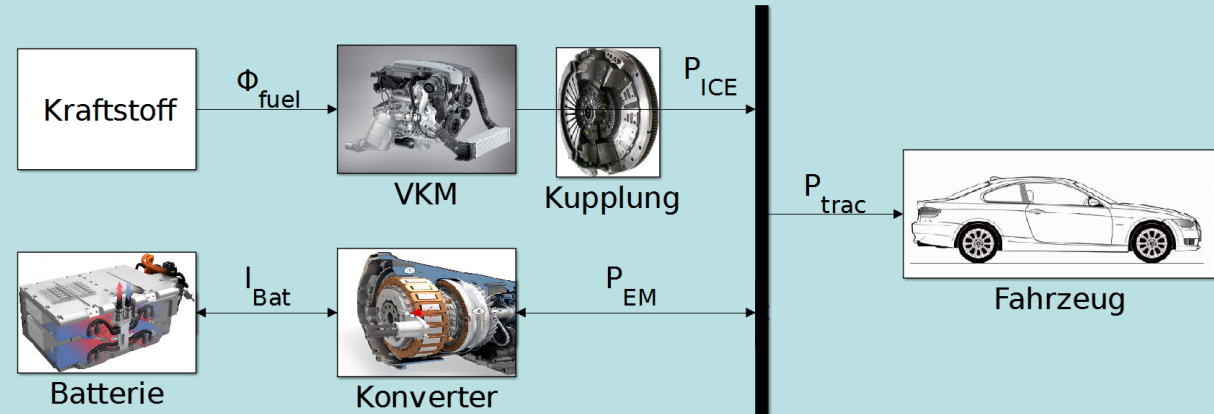 Kraftstoff
Φfuel
VKM
Kupplung
PICE
Ptrac
Fahrzeug
Batterie
IBat
Konverter
PEM